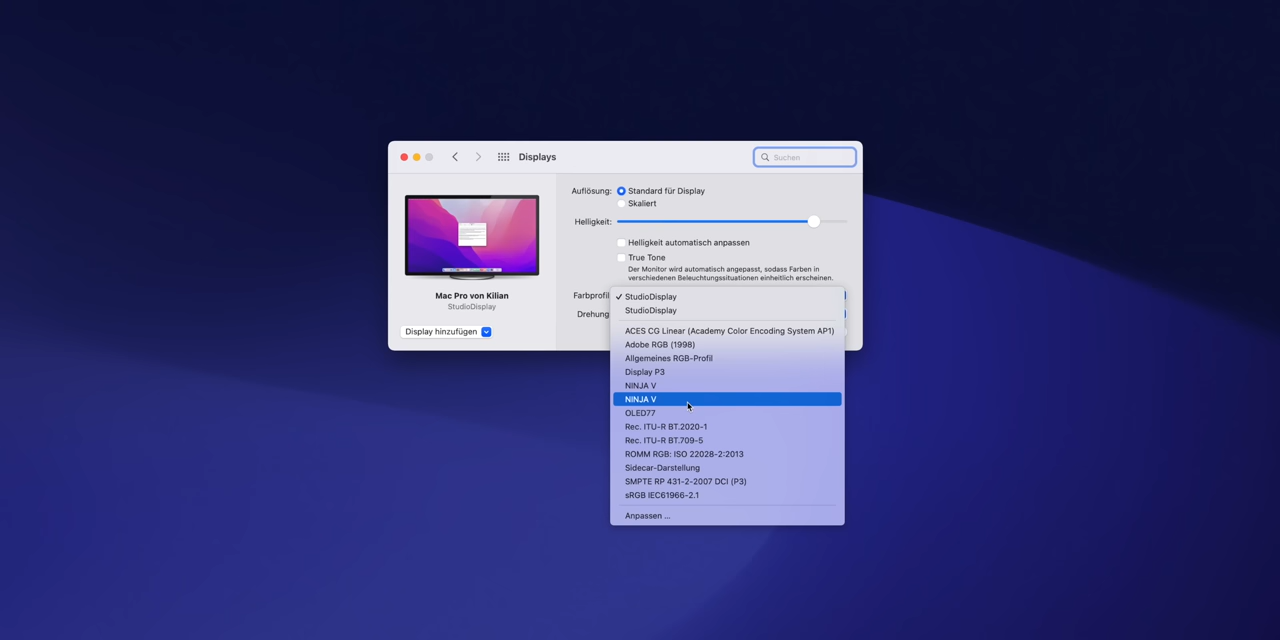 Displays
Suchen
Auflösung: Standard für Display
Skaliert
Helligkeit:
Helligkeit automatisch anpassen
True Tone
Der Monitor wird automatisch angepasst, sodass Farben in
verschiedenen Beleuchtungssituationen einheitlich erscheinen.
Mac Pro von Kilian
StudioDisplay
Display hinzufügen
Farbprofil
Drehung
✓ StudioDisplay
StudioDisplay
ACES CG Linear (Academy Color Encoding System AP1)
Adobe RGB (1998)
Allgemeines RGB-Profil
Display P3
NINJA V
NINJA V
OLED77
Rec. ITU-R BT.2020-1
Rec. ITU-R BT.709-5
ROMM RGB: ISO 22028-2:2013
Sidecar-Darstellung
SMPTE RP 431-2-2007 DCI (P3)
sRGB IEC61966-2.1
Anpassen ...